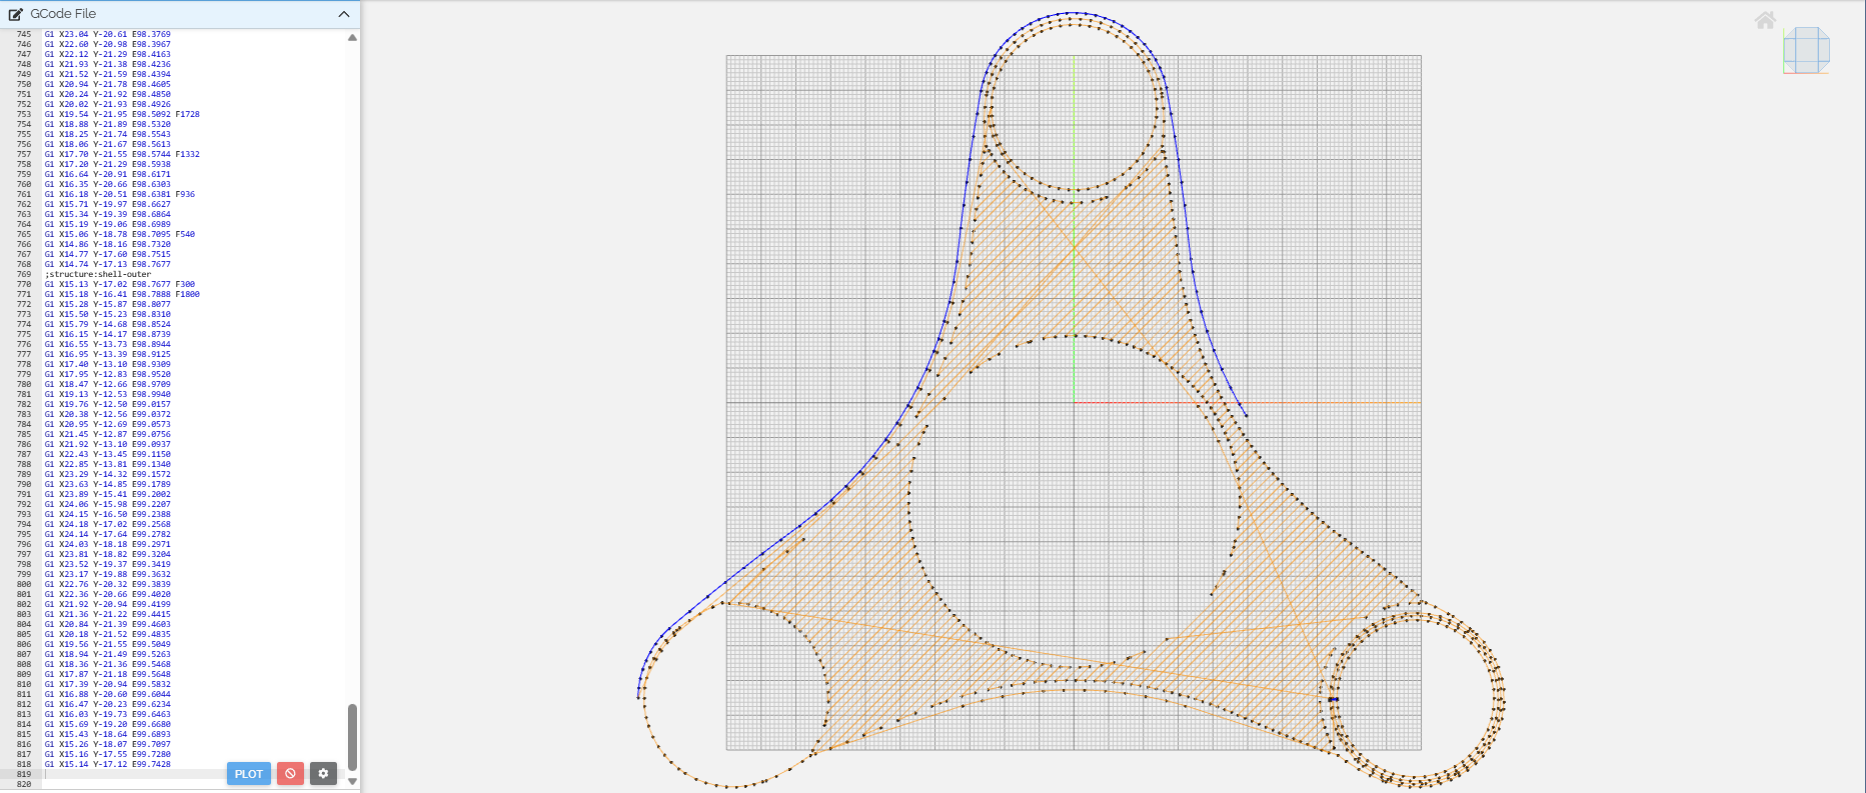 GCode File
745 G1 X23.04 Y-20.61 E98.3769
746 G1 X22.60 Y-20.98 E98.3967
747 G1 X22.12 Y-21.29 E98.4163
748 G1 X21.93 Y-21.38 E98.4236
749 G1 X21.52 Y-21.59 E98.4394
750 G1 X20.94 Y-21.78 E98.4605
751 G1 X20.24 Y-21.92 E98.4850
752 G1 X20.02 Y-21.93 E98.4926
753 G1 X19.54 Y-21.95 E98.5092 F1728
754 G1 X18.88 Y-21.89 E98.5320
755 G1 X18.25 Y-21.74 E98.5543
756 G1 X18.06 Y-21.67 E98.5613
757 G1 X17.70 Y-21.55 E98.5744 F1332
758 G1 X17.20 Y-21.29 E98.5938
759 G1 X16.64 Y-20.91 E98.6171
760 G1 X16.35 Y-20.66 E98.6303
761 G1 X16.18 Y-20.51 E98.6381 F936
762 G1 X15.71 Y-19.97 E98.6627
763 G1 X15.34 Y-19.39 E98.6864
764 G1 X15.19 Y-19.06 E98.6989
765 G1 X15.06 Y-18.78 E98.7095 F540
766 G1 X14.86 Y-18.16 E98.7320
767 G1 X14.77 Y-17.60 E98.7515
768 G1 X14.74 Y-17.13 E98.7677
769 ;structure:shell-outer
770 G1 X15.13 Y-17.02 E98.7677 F300
771 G1 X15.18 Y-16.41 E98.7888 F1800
772 G1 X15.28 Y-15.87 E98.8077
773 G1 X15.50 Y-15.23 E98.8310
774 G1 X15.79 Y-14.68 E98.8524
775 G1 X16.15 Y-14.17 E98.8739
776 G1 X16.55 Y-13.73 E98.8944
777 G1 X16.95 Y-13.39 E98.9125
778 G1 X17.40 Y-13.10 E98.9309
779 G1 X17.95 Y-12.83 E98.9520
780 G1 X18.47 Y-12.66 E98.9709
781 G1 X19.13 Y-12.53 E98.9940
782 G1 X19.76 Y-12.50 E99.0157
783 G1 X20.38 Y-12.56 E99.0372
784 G1 X20.95 Y-12.69 E99.0573
785 G1 X21.45 Y-12.87 E99.0756
786 G1 X21.92 Y-13.10 E99.0937
787 G1 X22.43 Y-13.45 E99.1150
788 G1 X22.85 Y-13.81 E99.1340
789 G1 X23.29 Y-14.32 E99.1572
790 G1 X23.63 Y-14.85 E99.1789
791 G1 X23.89 Y-15.41 E99.2002
792 G1 X24.06 Y-15.98 E99.2207
793 G1 X24.15 Y-16.50 E99.2388
794 G1 X24.18 Y-17.02 E99.2568
795 G1 X24.14 Y-17.64 E99.2782
796 G1 X24.03 Y-18.18 E99.2971
797 G1 X23.81 Y-18.82 E99.3204
798 G1 X23.52 Y-19.37 E99.3419
799 G1 X23.17 Y-19.88 E99.3632
800 G1 X22.76 Y-20.32 E99.3839
801 G1 X22.36 Y-20.66 E99.4020
802 G1 X21.92 Y-20.94 E99.4199
803 G1 X21.36 Y-21.22 E99.4415
804 G1 X20.84 Y-21.39 E99.4603
805 G1 X20.18 Y-21.52 E99.4835
806 G1 X19.56 Y-21.55 E99.5049
807 G1 X18.94 Y-21.49 E99.5263
808 G1 X18.36 Y-21.36 E99.5468
809 G1 X17.87 Y-21.18 E99.5648
810 G1 X17.39 Y-20.94 E99.5832
811 G1 X16.88 Y-20.60 E99.6044
812 G1 X16.47 Y-20.23 E99.6234
813 G1 X16.03 Y-19.73 E99.6463
814 G1 X15.69 Y-19.20 E99.6680
815 G1 X15.43 Y-18.64 E99.6893
816 G1 X15.26 Y-18.07 E99.7097
817 G1 X15.16 Y-17.55 E99.7280
818 G1 X15.14 Y-17.12 E99.7428
819
820
PLOT